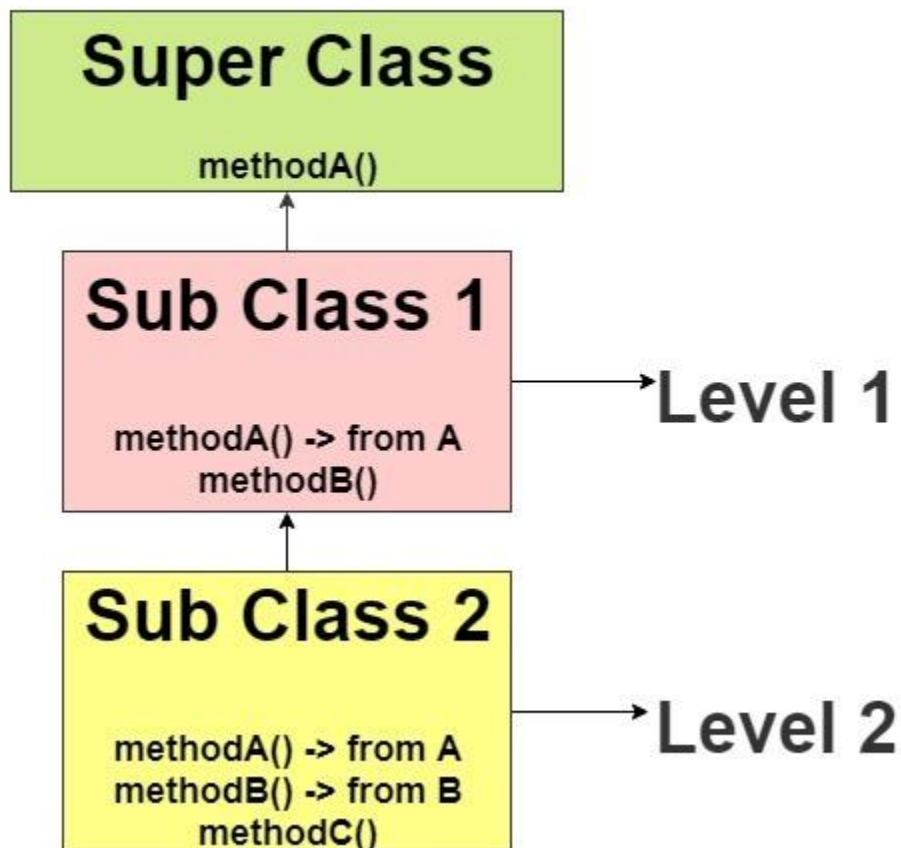 Super Class
methodA()
Sub Class 1
methodA() -> from A
methodB()
Level 1
Sub Class 2
methodA() -> from A
methodB() -> from B
methodC()
Level 2